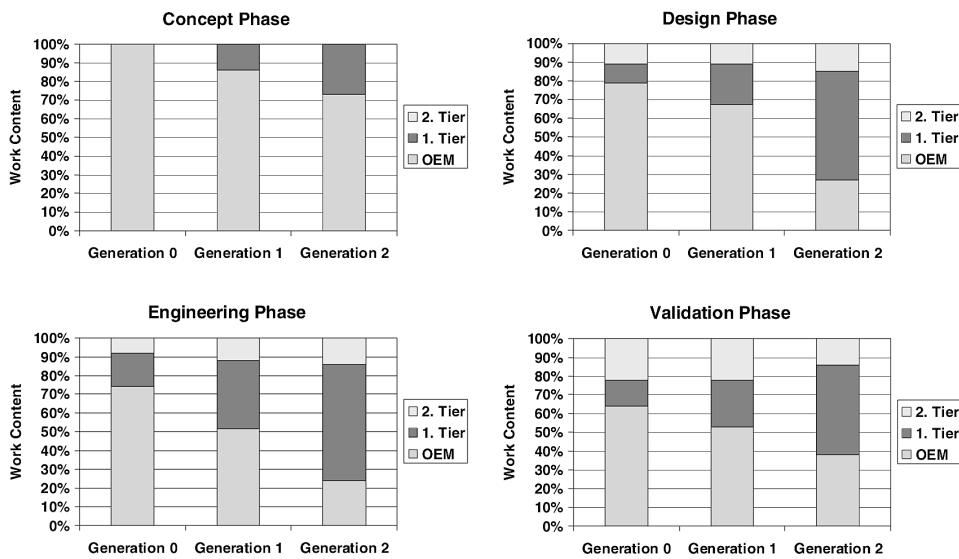 Concept Phase
100%
90%
80%
70%
60%
50%
40%
30%
20%
10%
0%
Work Content
Generation 0 Generation 1 Generation 2
2. Tier
1. Tier
OEM
Design Phase
100%
90%
80%
70%
60%
50%
40%
30%
20%
10%
0%
Work Content
Generation 0 Generation 1 Generation 2
2. Tier
1. Tier
OEM
Engineering Phase
100%
90%
80%
70%
60%
50%
40%
30%
20%
10%
0%
Work Content
Generation 0 Generation 1 Generation 2
2. Tier
1. Tier
OEM
Validation Phase
100%
90%
80%
70%
60%
50%
40%
30%
20%
10%
0%
Work Content
Generation 0 Generation 1 Generation 2
2. Tier
1. Tier
OEM